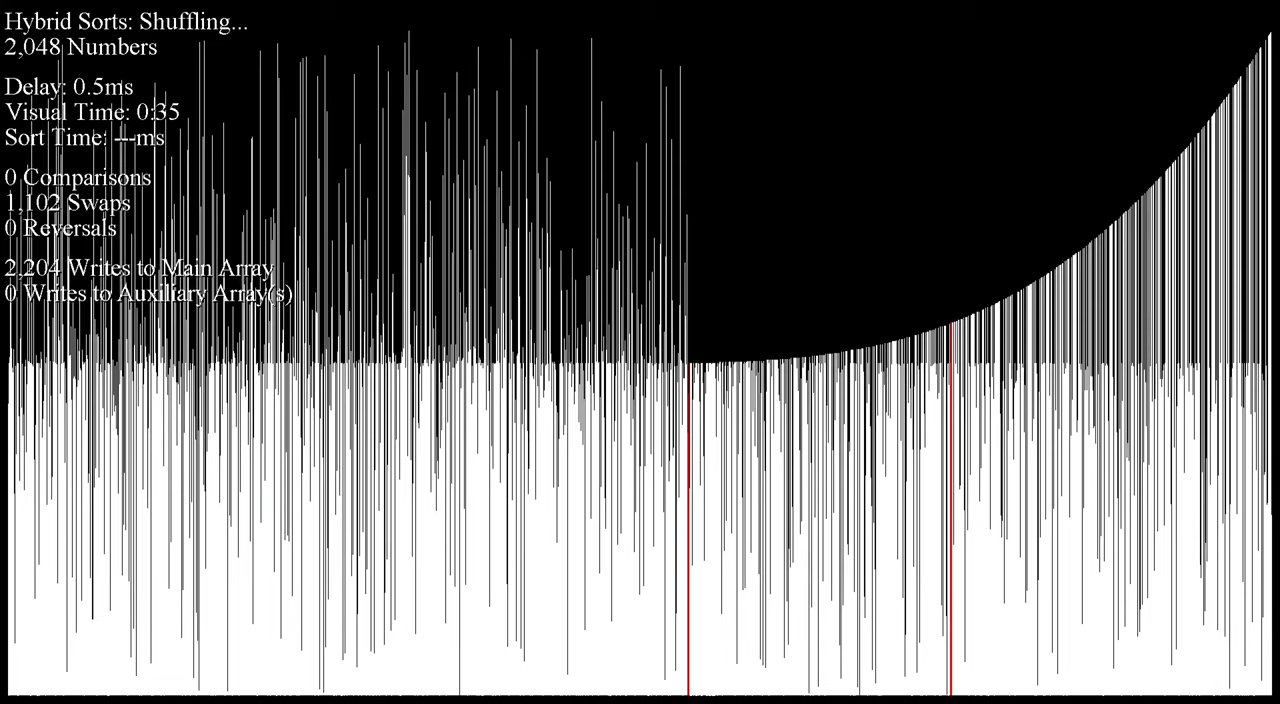 Hybrid Sorts: Shuffling...
2,048 Numbers
Delay: 0.5ms
Visual Time: 0:35
Sort Time: ---ms
0 Comparisons
1,102 Swaps
0 Reversals
2,204 Writes to Main Array
0 Writes to Auxiliary Array(s)